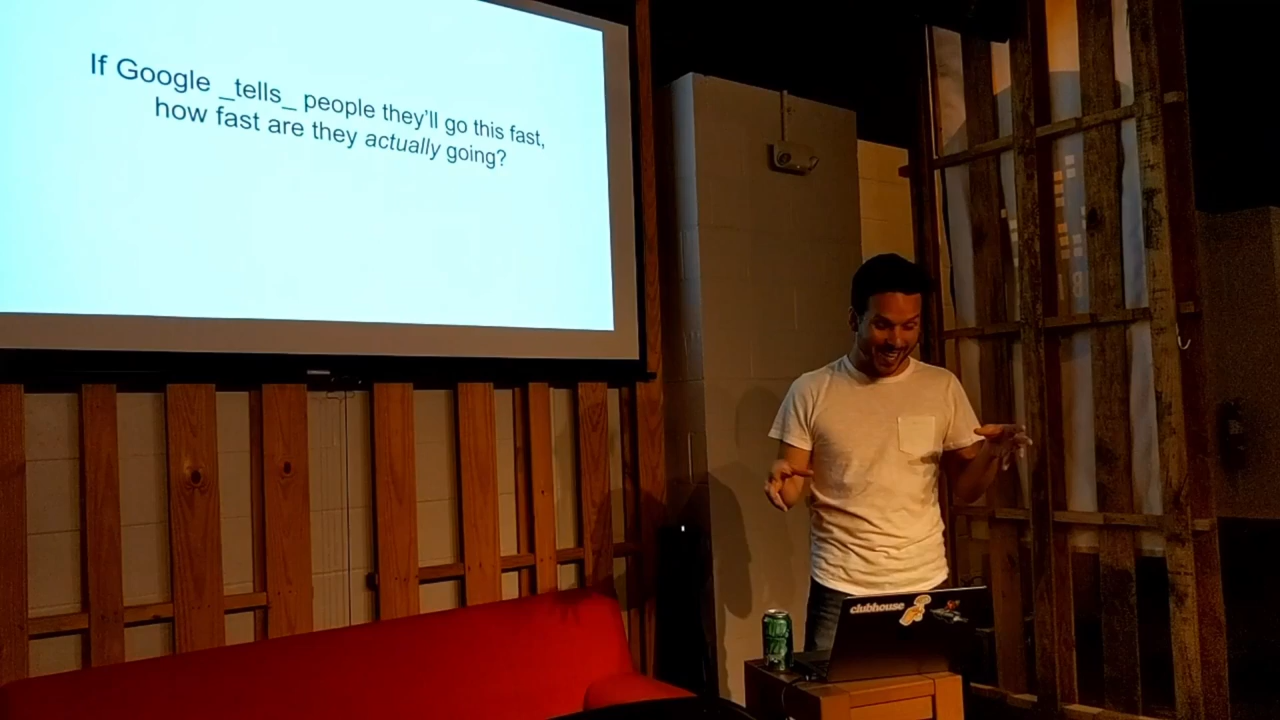 If Google _tells_ people they'll go this fast,
how fast are they actually going?
clubhouse